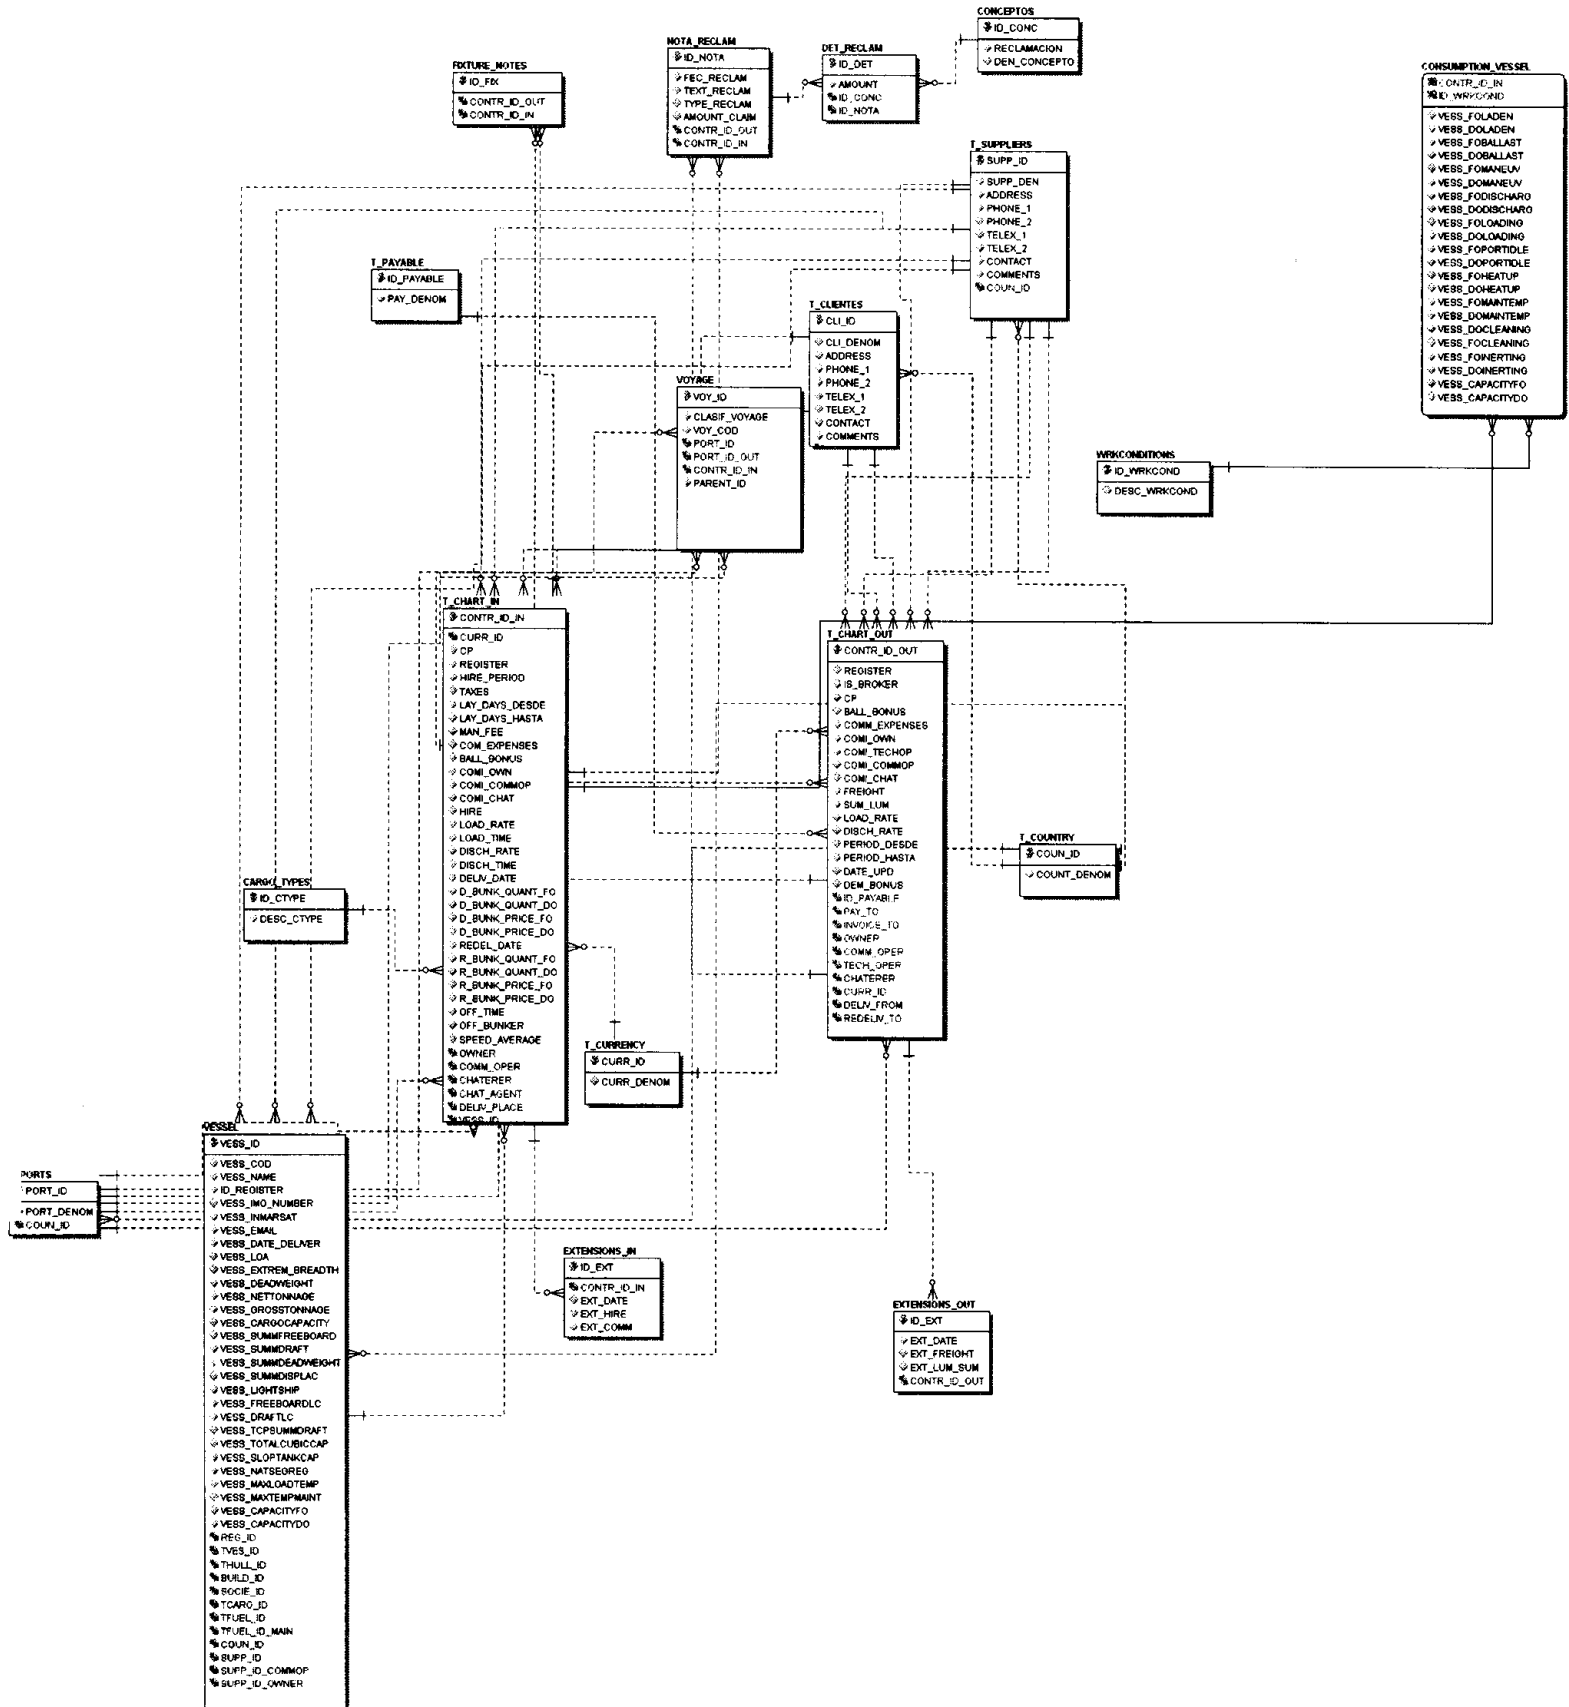 CONCEPTOS
ID_CONC
RECLAMACION
DEN_CONCEPTO
NOTA_RECLAM
ID_NOTA
FEC_RECLAM
TEXT_RECLAM
TYPE_RECLAM
AMOUNT_CLAIM
CONTR_ID_OUT
CONTR_ID_IN
DET_RECLAM
ID_DET
AMOUNT
ID_CONC
ID_NOTA
FIXTURE_NOTES
ID_FIX
CONTR_ID_OUT
CONTR_ID_IN
CONSUMPTION_VESSEL
CONTR_ID_IN
ID_WRKCOND
VESS_FOLADEN
VESS_DOLADEN
VESS_FOBALLAST
VESS_DOBALLAST
VESS_FOMANEUV
VESS_DOMANEUV
VESS_FODISCHARG
VESS_DODISCHARG
VESS_FOLOADING
VESS_DOLOADING
VESS_FOPORTIDLE
VESS_DOPORTIDLE
VESS_FOHEATUP
VESS_DOHEATUP
VESS_FOMAINTEMP
VESS_DOMAINTEMP
VESS_DOCLEANING
VESS_FOCLEANING
VESS_FOINERTING
VESS_DOINERTING
VESS_CAPACITYFO
VESS_CAPACITYDO
T_SUPPLIERS
SUPP_ID
SUPP_DEN
ADDRESS
PHONE_1
PHONE_2
TELEX_1
TELEX_2
CONTACT
COMMENTS
COUN_ID
T_PAYABLE
ID_PAYABLE
PAY_DENOM
T_CLIENTES
CLI_ID
CLI_DENOM
ADDRESS
PHONE_1
PHONE_2
TELEX_1
TELEX_2
CONTACT
COMMENTS
VOYAGE
VOY_ID
CLASIF_VOYAGE
VOY_COD
PORT_ID
PORT_ID_OUT
CONTR_ID_IN
PARENT_ID
WRKCONDITIONS
ID_WRKCOND
DESC_WRKCOND
T_CHART_IN
CONTR_ID_IN
CURR_ID
CP
REGISTER
HIRE_PERIOD
TAXES
LAY_DAYS_DESDE
LAY_DAYS_HASTA
MAN_FEE
COM_EXPENSES
BALL_BONUS
COMI_OWN
COMI_COMMOP
COMI_CHAT
HIRE
LOAD_RATE
LOAD_TIME
DISCH_RATE
DISCH_TIME
DELIV_DATE
D_BUNK_QUANT_FO
D_BUNK_QUANT_DO
D_BUNK_PRICE_FO
D_BUNK_PRICE_DO
REDEL_DATE
R_BUNK_QUANT_FO
R_BUNK_QUANT_DO
R_BUNK_PRICE_FO
R_BUNK_PRICE_DO
OFF_TIME
OFF_BUNKER
SPEED_AVERAGE
OWNER
COMM_OPER
CHATERER
CHAT_AGENT
DELIV_PLACE
VESS_ID
T_CHART_OUT
CONTR_ID_OUT
REGISTER
IS_BROKER
CP
BALL_BONUS
COMM_EXPENSES
COMI_OWN
COMI_TECHOP
COMI_COMMOP
COMI_CHAT
FREIGHT
SUM_LUM
LOAD_RATE
DISCH_RATE
PERIOD_DESDE
PERIOD_HASTA
DATE_UPD
DEM_BONUS
ID_PAYABLE
PAY_TO
INVOICE_TO
OWNER
COMM_OPER
TECH_OPER
CHATERER
CURR_ID
DELIV_FROM
REDELIV_TO
T_COUNTRY
COUN_ID
COUNT_DENOM
CARGO_TYPES
ID_CTYPE
DESC_CTYPE
T_CURRENCY
CURR_ID
CURR_DENOM
VESSEL
VESS_ID
VESS_COD
VESS_NAME
ID_REGISTER
VESS_IMO_NUMBER
VESS_INMARSAT
VESS_EMAIL
VESS_DATE_DELIVER
VESS_LOA
VESS_EXTREM_BREADTH
VESS_DEADWEIGHT
VESS_NETTONNAGE
VESS_GROSSTONNAGE
VESS_CARGOCAPACITY
VESS_SUMMFREEBOARD
VESS_SUMMDRAFT
VESS_SUMMDEADWEIGHT
VESS_SUMMDISPLAC
VESS_LIGHTSHIP
VESS_FREEBOARDLC
VESS_DRAFTLC
VESS_TCPSUMMDRAFT
VESS_TOTALCUBICCAP
VESS_SLOPTANKCAP
VESS_NATSEGREG
VESS_MAXLOADTEMP
VESS_MAXTEMPMAINT
VESS_CAPACITYFO
VESS_CAPACITYDO
REG_ID
TVES_ID
THULL_ID
BUILD_ID
SOCIE_ID
TCARG_ID
TFUEL_ID
TFUEL_ID_MAIN
COUN_ID
SUPP_ID
SUPP_ID_COMMOP
SUPP_ID_OWNER
PORTS
PORT_ID
PORT_DENOM
COUN_ID
EXTENSIONS_IN
ID_EXT
CONTR_ID_IN
EXT_DATE
EXT_HIRE
EXT_COMM
EXTENSIONS_OUT
ID_EXT
EXT_DATE
EXT_FREIGHT
EXT_LUM_SUM
CONTR_ID_OUT